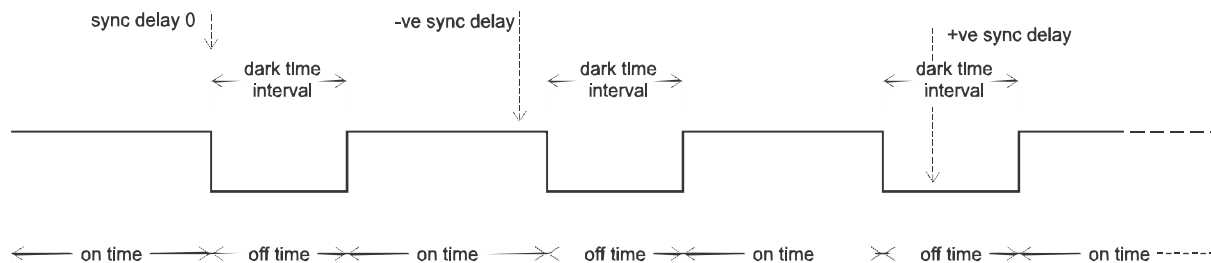 sync delay 0
-ve sync delay
+ve sync delay
dark time
interval
dark time
interval
dark time
interval
on time
off time
on time
off time
on time
off time
on time